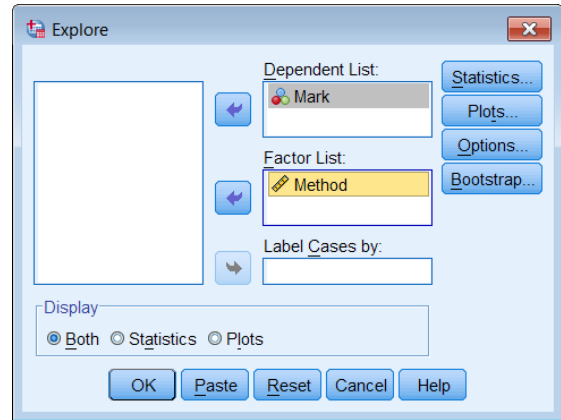 Explore
Dependent List:
Mark
Factor List:
Method
Label Cases by:
Statistics...
Plots...
Options...
Bootstrap...
Display
Both Statistics Plots
OK Paste Reset Cancel Help